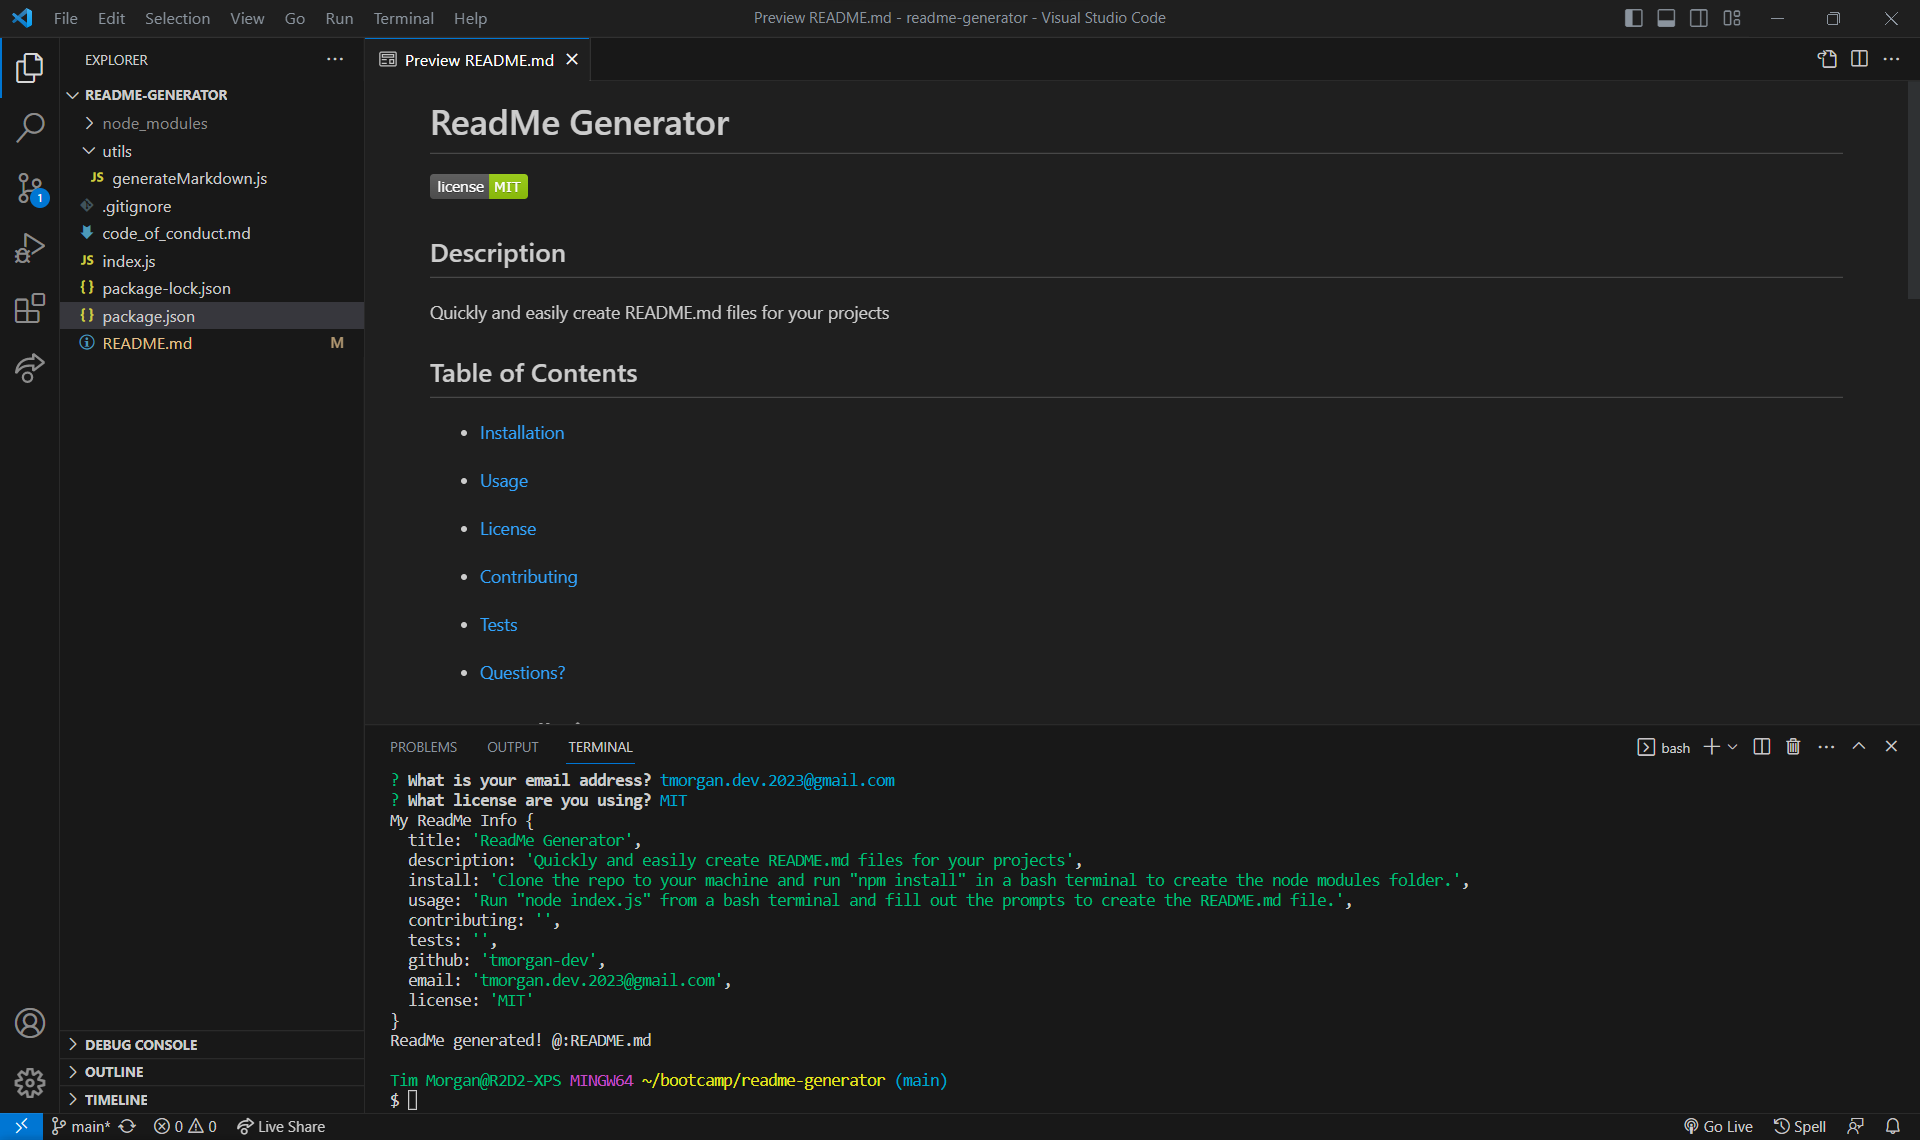 File Edit Selection View Go Run Terminal Help
Preview README.md - readme-generator - Visual Studio Code
EXPLORER
README-GENERATOR
node_modules
utils
JS generateMarkdown.js
.gitignore
code_of_conduct.md
JS index.js
{} package-lock.json
{} package.json
README.md M
1
DEBUG CONSOLE
OUTLINE
TIMELINE
Preview README.md
ReadMe Generator
license MIT
Description
Quickly and easily create README.md files for your projects
Table of Contents
• Installation
• Usage
• License
• Contributing
• Tests
• Questions?
PROBLEMS OUTPUT TERMINAL
bash
? What is your email address? tmorgan.dev.2023@gmail.com
? What license are you using? MIT
My ReadMe Info {
title: 'ReadMe Generator',
description: 'Quickly and easily create README.md files for your projects',
install: 'Clone the repo to your machine and run "npm install" in a bash terminal to create the node modules folder.',
usage: 'Run "node index.js" from a bash terminal and fill out the prompts to create the README.md file.',
contributing: '',
tests: '',
github: 'tmorgan-dev',
email: 'tmorgan.dev.2023@gmail.com',
license: 'MIT'
}
ReadMe generated! @:README.md
Tim Morgan@R2D2-XPS MINGW64 ~/bootcamp/readme-generator (main)
$
main* 0 0 Live Share
Go Live Spell